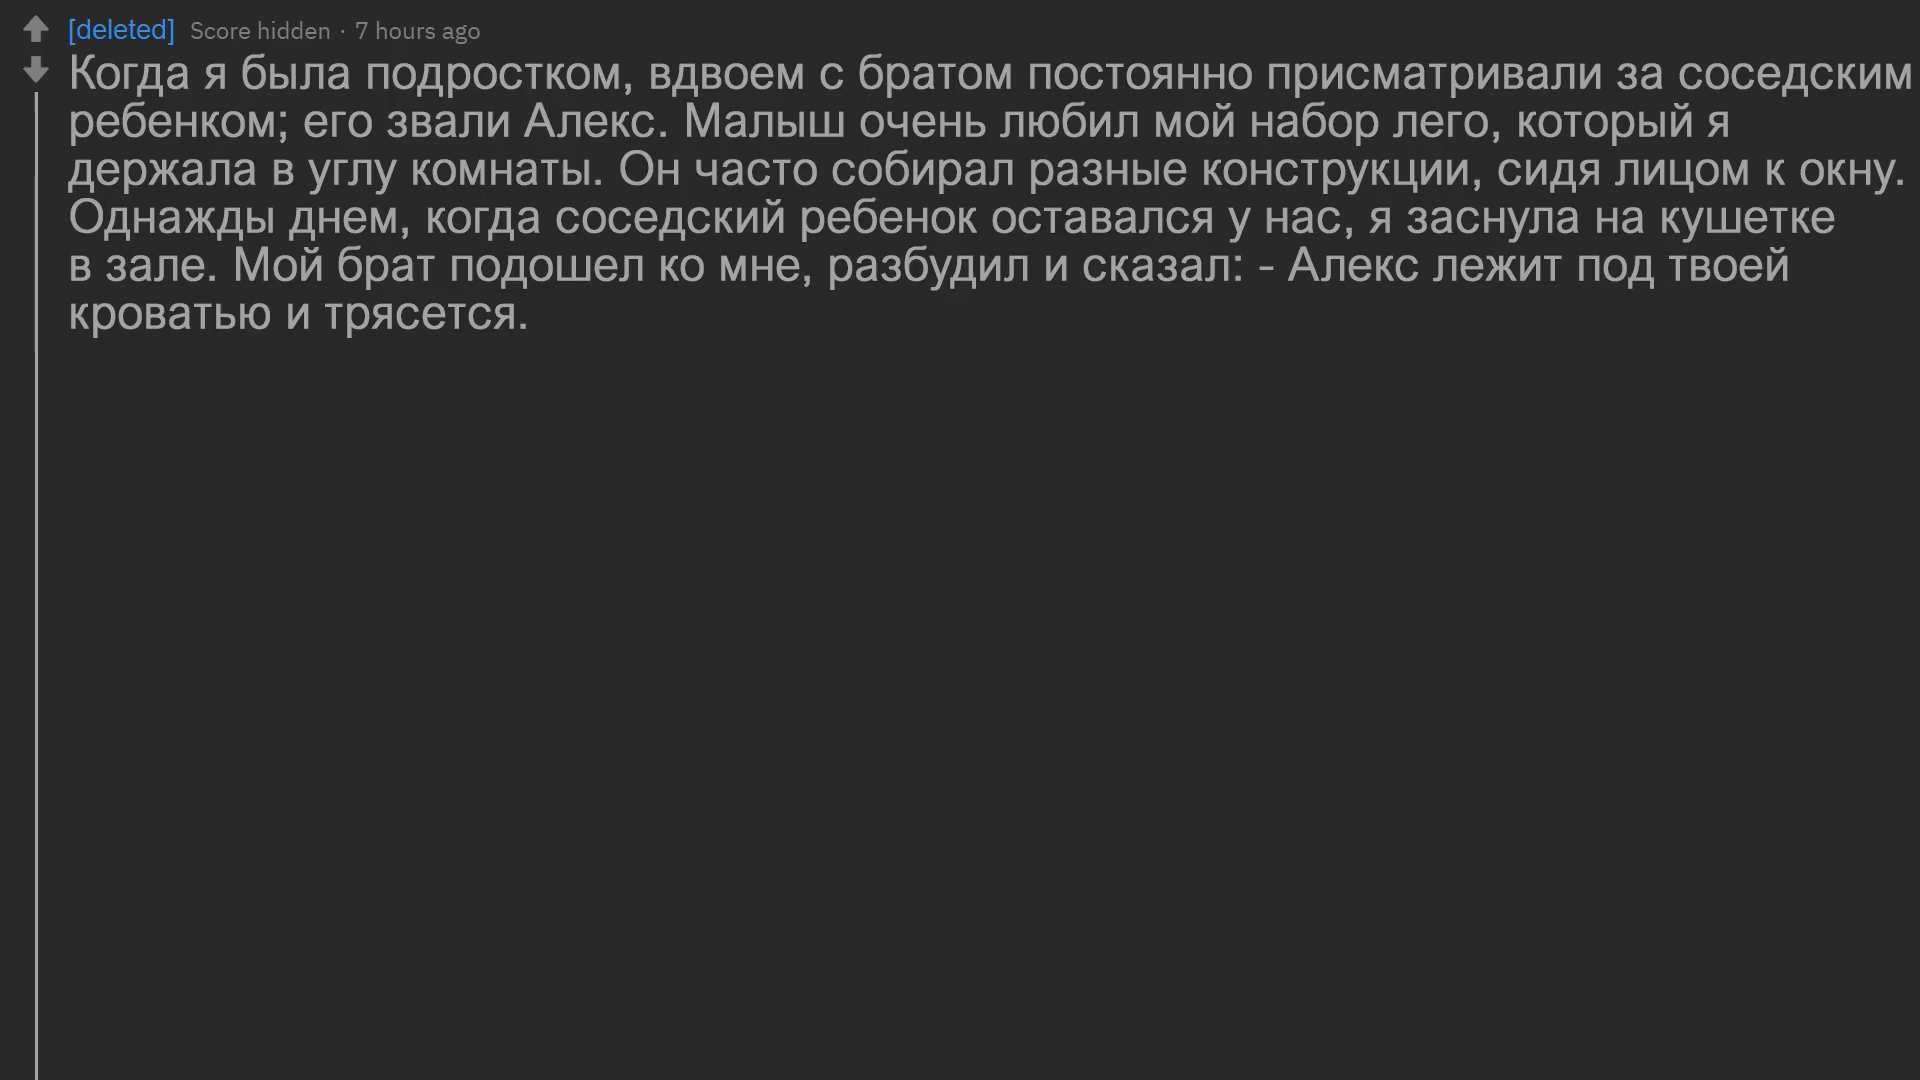 [deleted] Score hidden · 7 hours ago
Когда я была подростком, вдвоем с братом постоянно присматривали за соседским
ребенком; его звали Алекс. Малыш очень любил мой набор лего, который я
держала в углу комнаты. Он часто собирал разные конструкции, сидя лицом к окну.
Однажды днем, когда соседский ребенок оставался у нас, я заснула на кушетке
в зале. Мой брат подошел ко мне, разбудил и сказал: - Алекс лежит под твоей
кроватью и трясется.